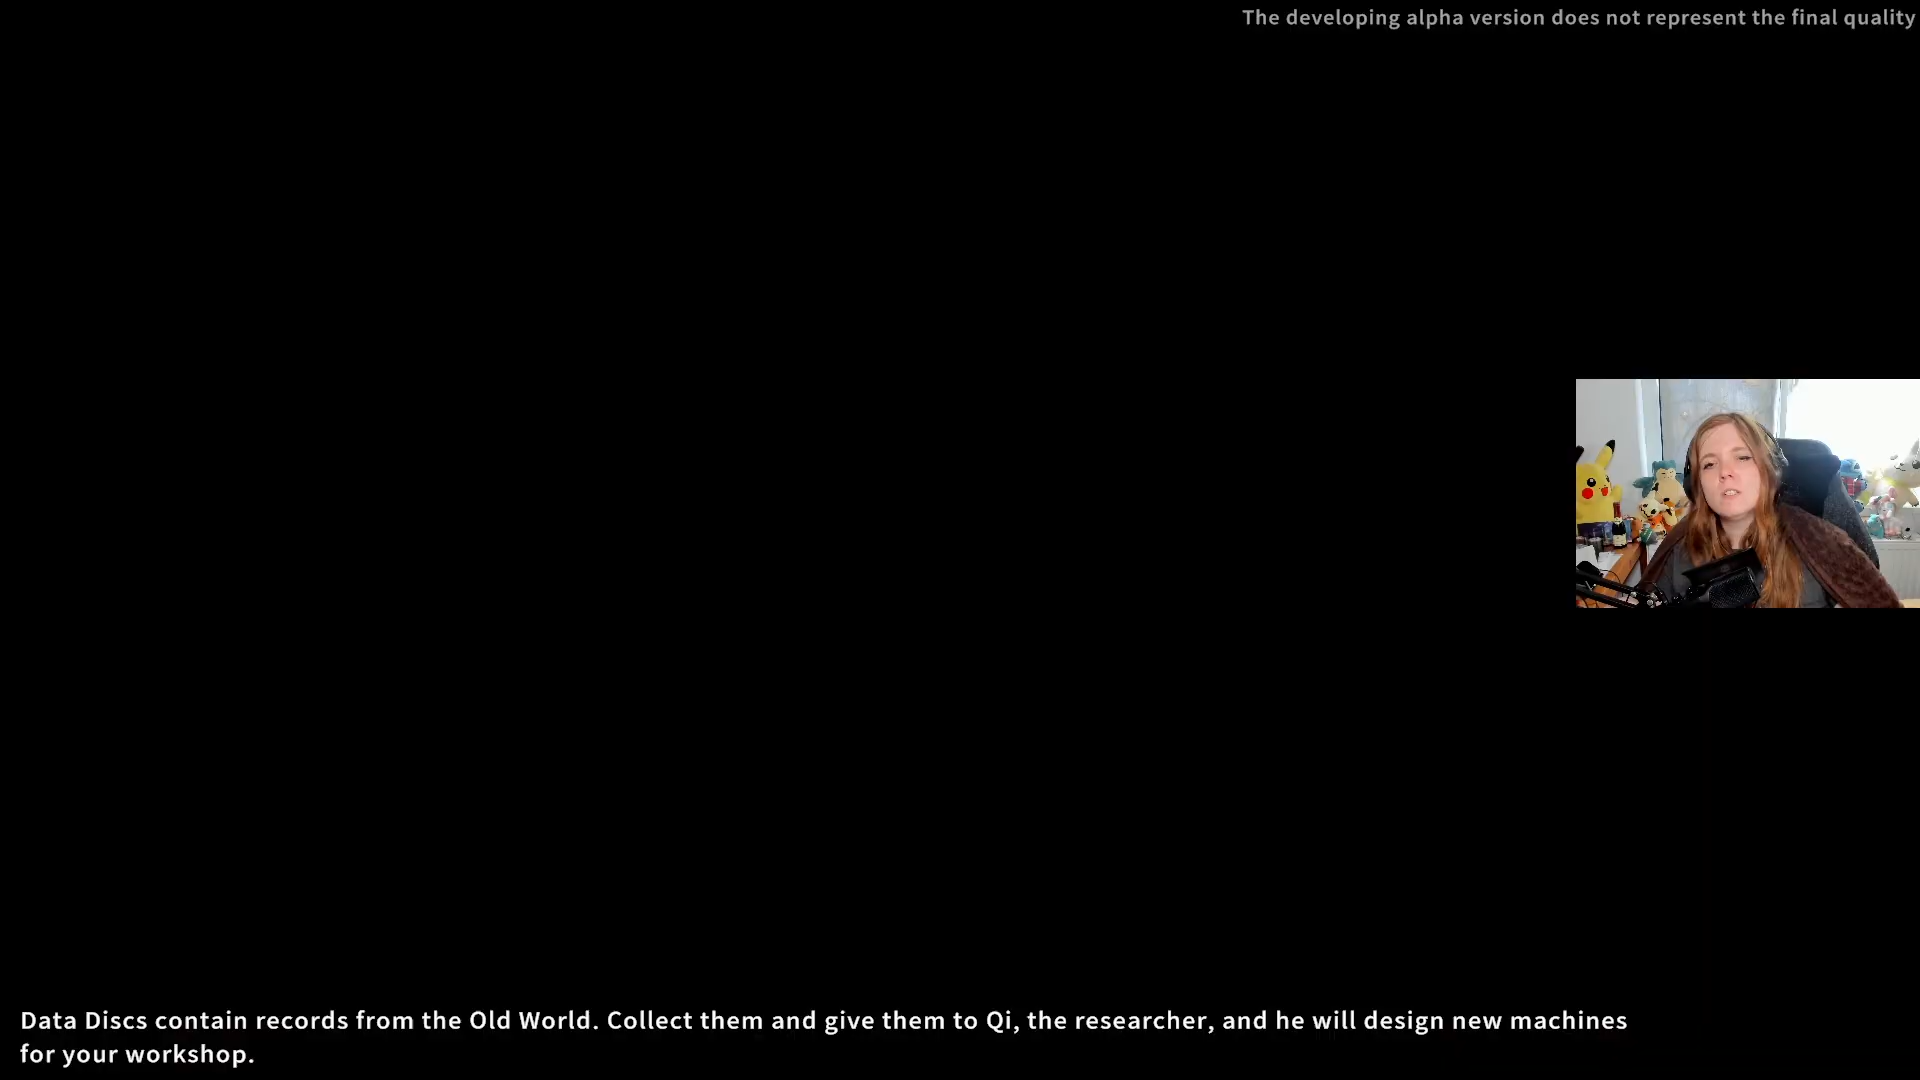 The developing alpha version does not represent the final quality
Data Discs contain records from the Old World. Collect them and give them to Qi, the researcher, and he will design new machines
for your workshop.